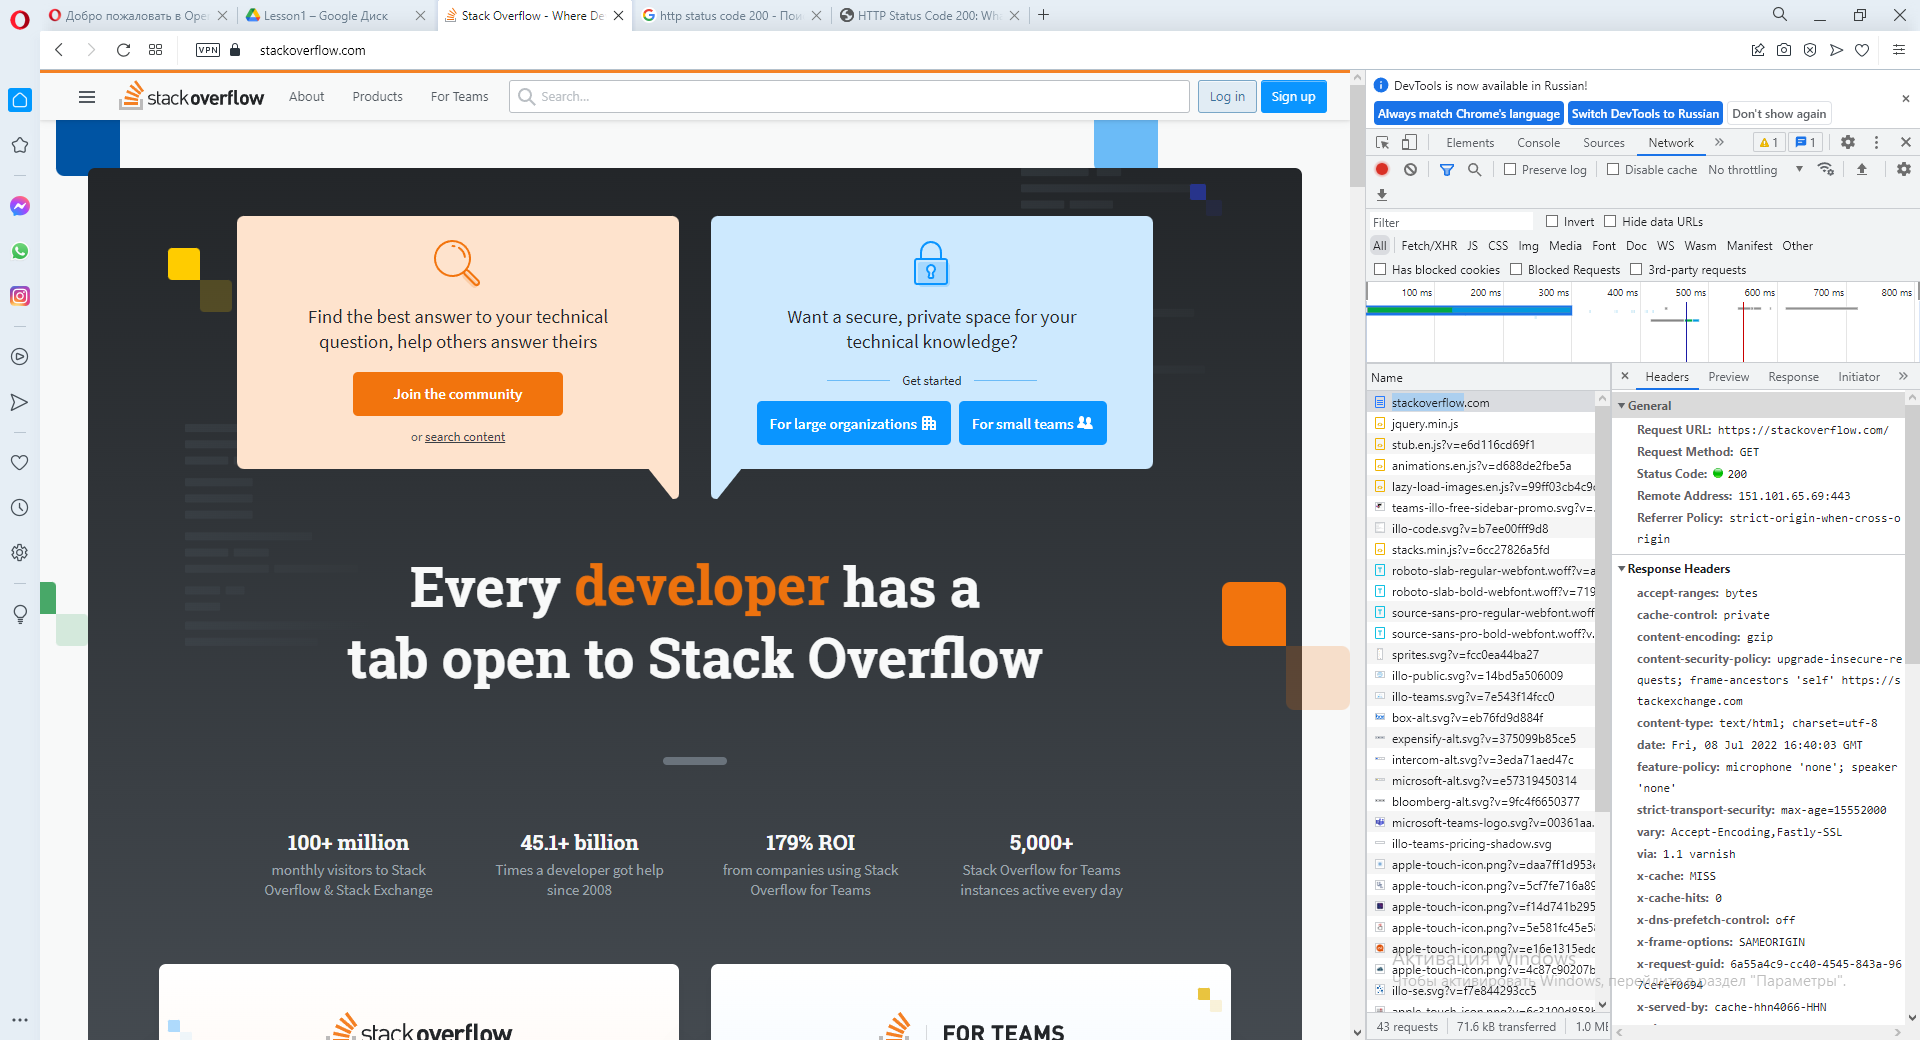 Добро пожаловать в Ope
Lesson1 – Google Диск
Stack Overflow - Where De
http status code 200 - Пои
HTTP Status Code 200: Wh
VPN
stackoverflow.com
stackoverflow
About
Products
For Teams
Search...
Log in
Sign up
Find the best answer to your technical
question, help others answer theirs
Join the community
or search content
Want a secure, private space for your
technical knowledge?
Get started
For large organizations
For small teams
Every developer has a
tab open to Stack Overflow
100+ million
monthly visitors to Stack
Overflow & Stack Exchange
45.1+ billion
Times a developer got help
since 2008
179% ROI
from companies using Stack
Overflow for Teams
5,000+
Stack Overflow for Teams
instances active every day
stackoverflow
FOR TEAMS
DevTools is now available in Russian!
Always match Chrome's language
Switch DevTools to Russian
Don't show again
Elements
Console
Sources
Network
1
1
Preserve log
Disable cache
No throttling
Filter
Invert
Hide data URLs
All
Fetch/XHR
JS
CSS
Img
Media
Font
Doc
WS
Wasm
Manifest
Other
Has blocked cookies
Blocked Requests
3rd-party requests
100 ms
200 ms
300 ms
400 ms
500 ms
600 ms
700 ms
800 ms
Name
stackoverflow.com
jquery.min.js
stub.en.js?v=e6d116cd69f1
animations.en.js?v=d688de2fbe5a
lazy-load-images.en.js?v=99ff03cb4c9
teams-illo-free-sidebar-promo.svg?v=
illo-code.svg?v=b7ee00fff9d8
stacks.min.js?v=6cc27826a5fd
roboto-slab-regular-webfont.woff?v=a
roboto-slab-bold-webfont.woff?v=719
source-sans-pro-regular-webfont.woff
source-sans-pro-bold-webfont.woff?v.
sprites.svg?v=fcc0ea44ba27
illo-public.svg?v=14bd5a506009
illo-teams.svg?v=7e543f14fcc0
box-alt.svg?v=eb76fd9d884f
expensify-alt.svg?v=375099b85ce5
intercom-alt.svg?v=3eda71aed47c
microsoft-alt.svg?v=e57319450314
bloomberg-alt.svg?v=9fc4f6650377
microsoft-teams-logo.svg?v=00361aa.
illo-teams-pricing-shadow.svg
apple-touch-icon.png?v=daa7ff1d953e
apple-touch-icon.png?v=5cf7fe716a89
apple-touch-icon.png?v=f14d741b295
apple-touch-icon.png?v=5e581fc45e58
apple-touch-icon.png?v=e16e1315edc
apple-touch-icon.png?v=4c87c90207b
illo-se.svg?v=f7e844293cc5
43 requests
71.6 kB transferred
1.0 ME
Headers
Preview
Response
Initiator
General
Request URL: https://stackoverflow.com/
Request Method: GET
Status Code: 200
Remote Address: 151.101.65.69:443
Referrer Policy: strict-origin-when-cross-o
rigin
Response Headers
accept-ranges: bytes
cache-control: private
content-encoding: gzip
content-security-policy: upgrade-insecure-re
quests; frame-ancestors 'self' https://s
tackexchange.com
content-type: text/html; charset=utf-8
date: Fri, 08 Jul 2022 16:40:03 GMT
feature-policy: microphone 'none'; speaker
'none'
strict-transport-security: max-age=15552000
vary: Accept-Encoding,Fastly-SSL
via: 1.1 varnish
x-cache: MISS
x-cache-hits: 0
x-dns-prefetch-control: off
x-frame-options: SAMEORIGIN
x-request-guid: 6a55a4c9-cc40-4545-843a-96
7cefef0694
x-served-by: cache-hhn4066-HHN
Активация Windows
Чтобы активировать Windows, перейдите в раздел "Параметры".